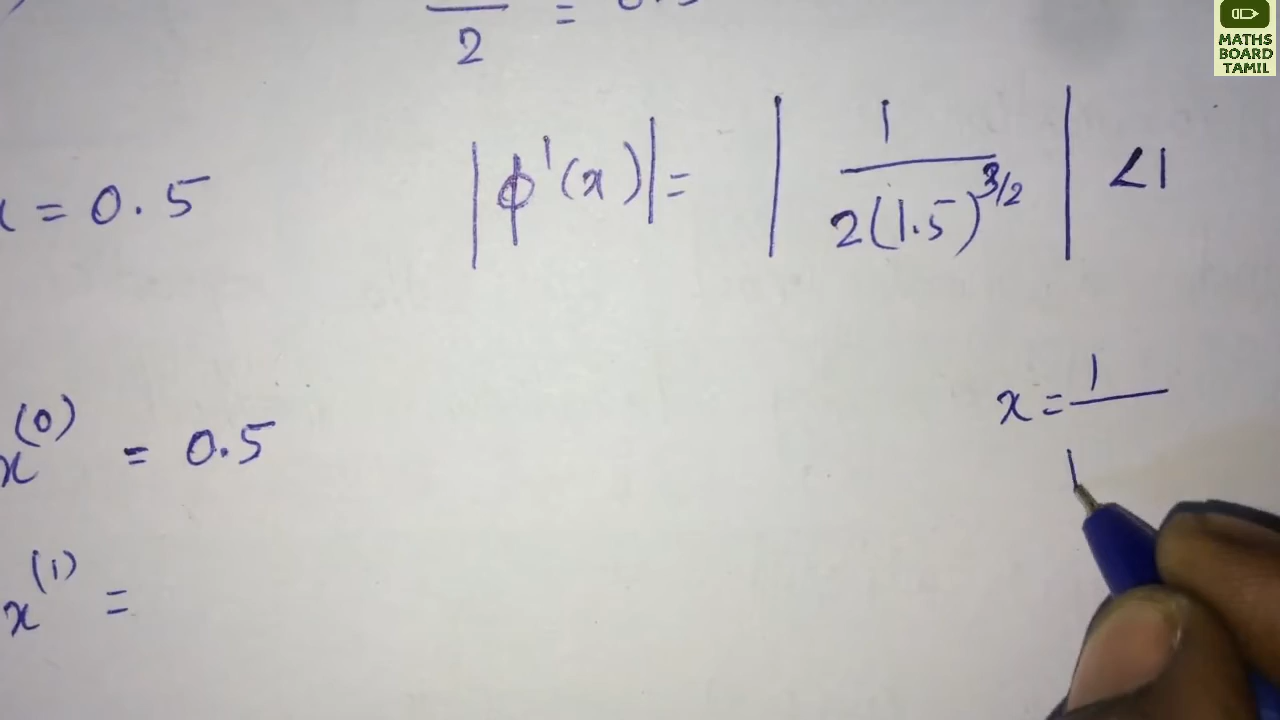 2
|ϕ'(x)| = | 1 / 2(1.5)^3/2 | <1
= 0.5
x = 1
x^(0) = 0.5
x^(1) =
MATHS
BOARD
TAMIL